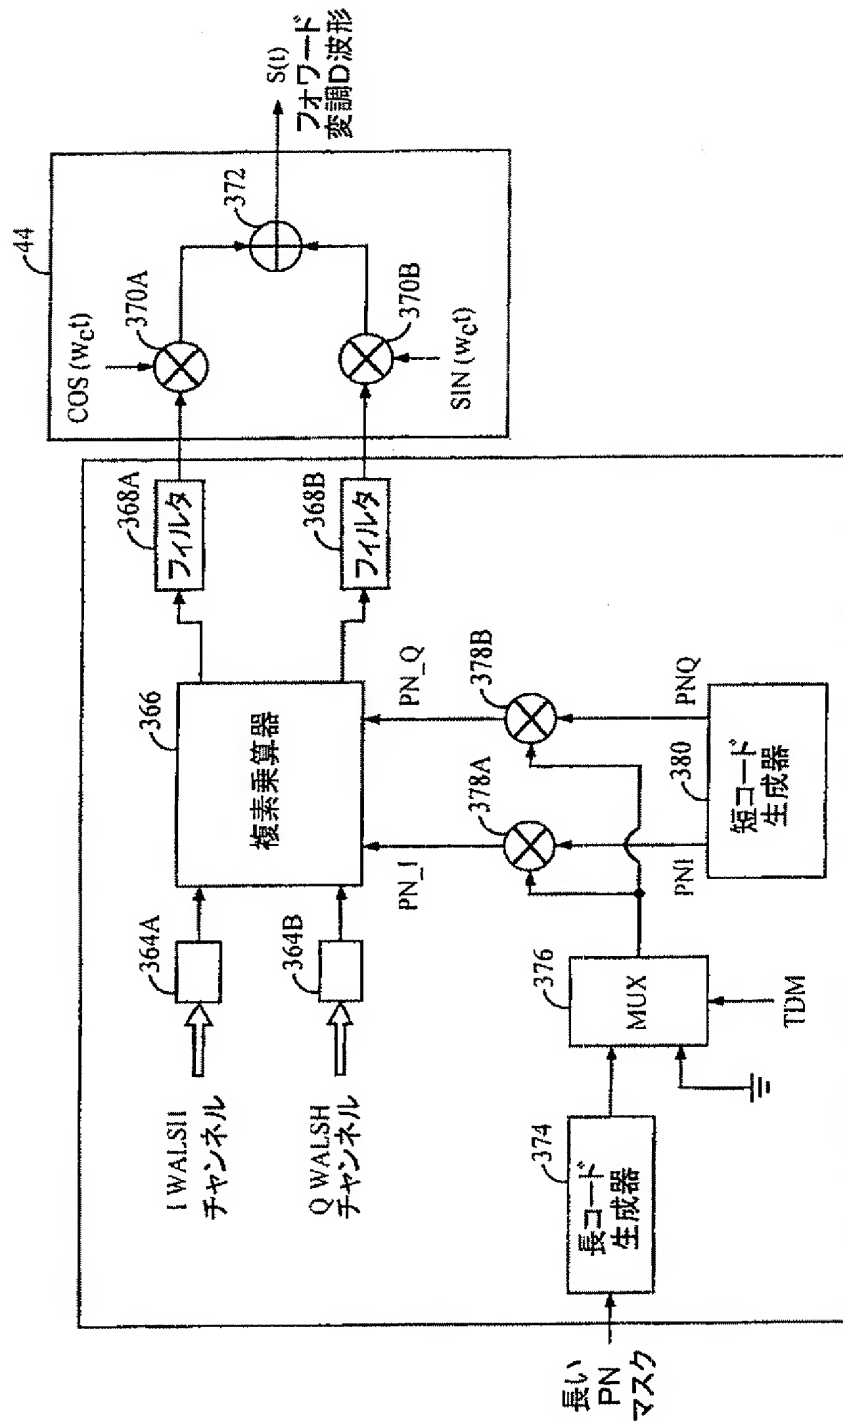 44
COS (wct)
370A
372
S(t)
フォワード
変調D波形
370B
SIN (wct)
368A
フィルタ
368B
フィルタ
366
複素乗算器
364A
364B
I WALSH
チャンネル
Q WALSH
チャンネル
PN_I
PN_Q
378A
378B
PNI
PNQ
380
短コード
生成器
376
MUX
TDM
374
長コード
生成器
長い
PN
マスク